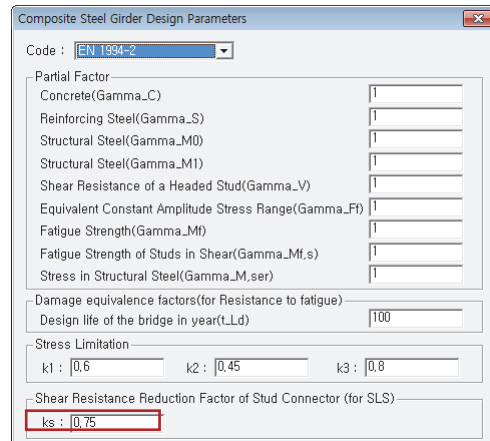 Composite Steel Girder Design Parameters
Code : EN 1994-2
Partial Factor
Concrete(Gamma_C) 1
Reinforcing Steel(Gamma_S) 1
Structural Steel(Gamma_M0) 1
Structural Steel(Gamma_M1) 1
Shear Resistance of a Headed Stud(Gamma_V) 1
Equivalent Constant Amplitude Stress Range(Gamma_Ff) 1
Fatigue Strength(Gamma_Mf) 1
Fatigue Strength of Studs in Shear(Gamma_Mf,s) 1
Stress in Structural Steel(Gamma_M,ser) 1
Damage equivalence factors(for Resistance to fatigue)
Design life of the bridge in year(t_Ld) 100
Stress Limitation
k1 : 0,6 k2 : 0,45 k3 : 0,8
Shear Resistance Reduction Factor of Stud Connector (for SLS)
ks : 0,75